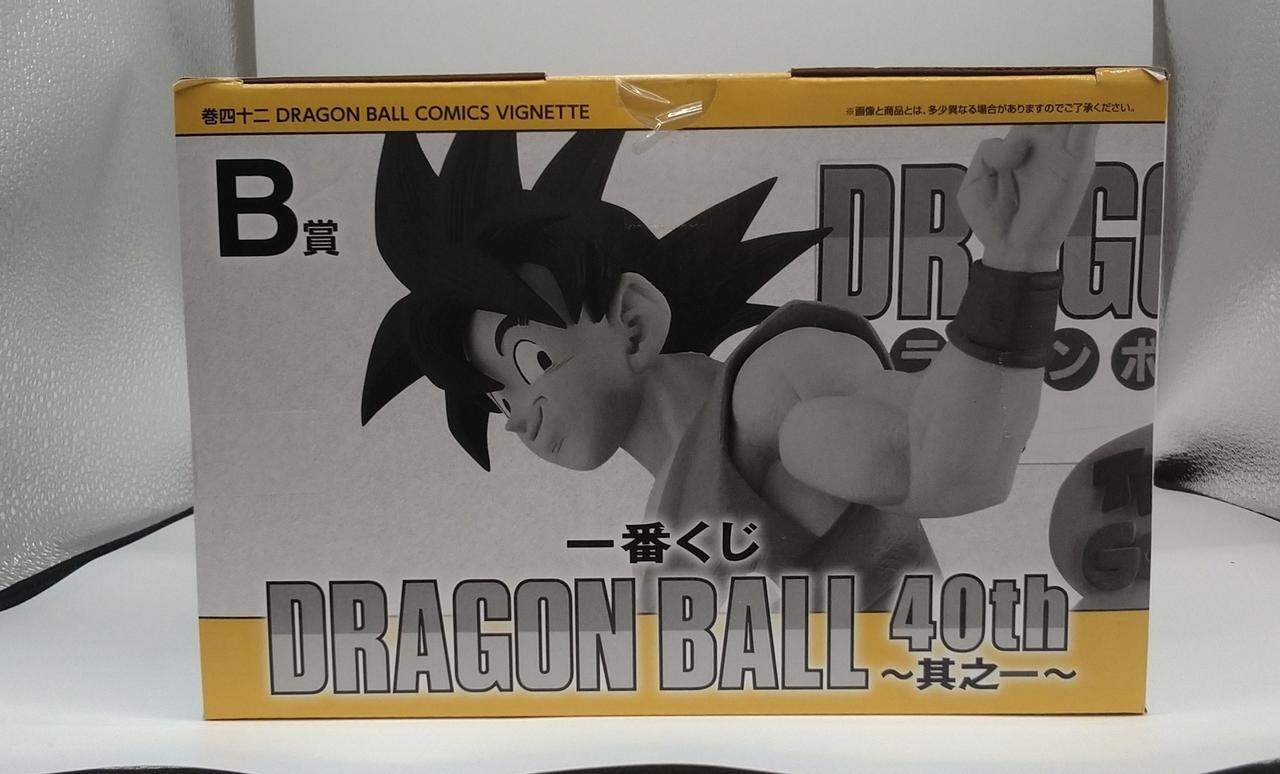 巻四十二 DRAGON BALL COMICS VIGNETTE
※画像と商品とは、多少異なる場合がありますのでご了承ください。
B賞
一番くじ
DRAGON BALL 40th
~其之一~